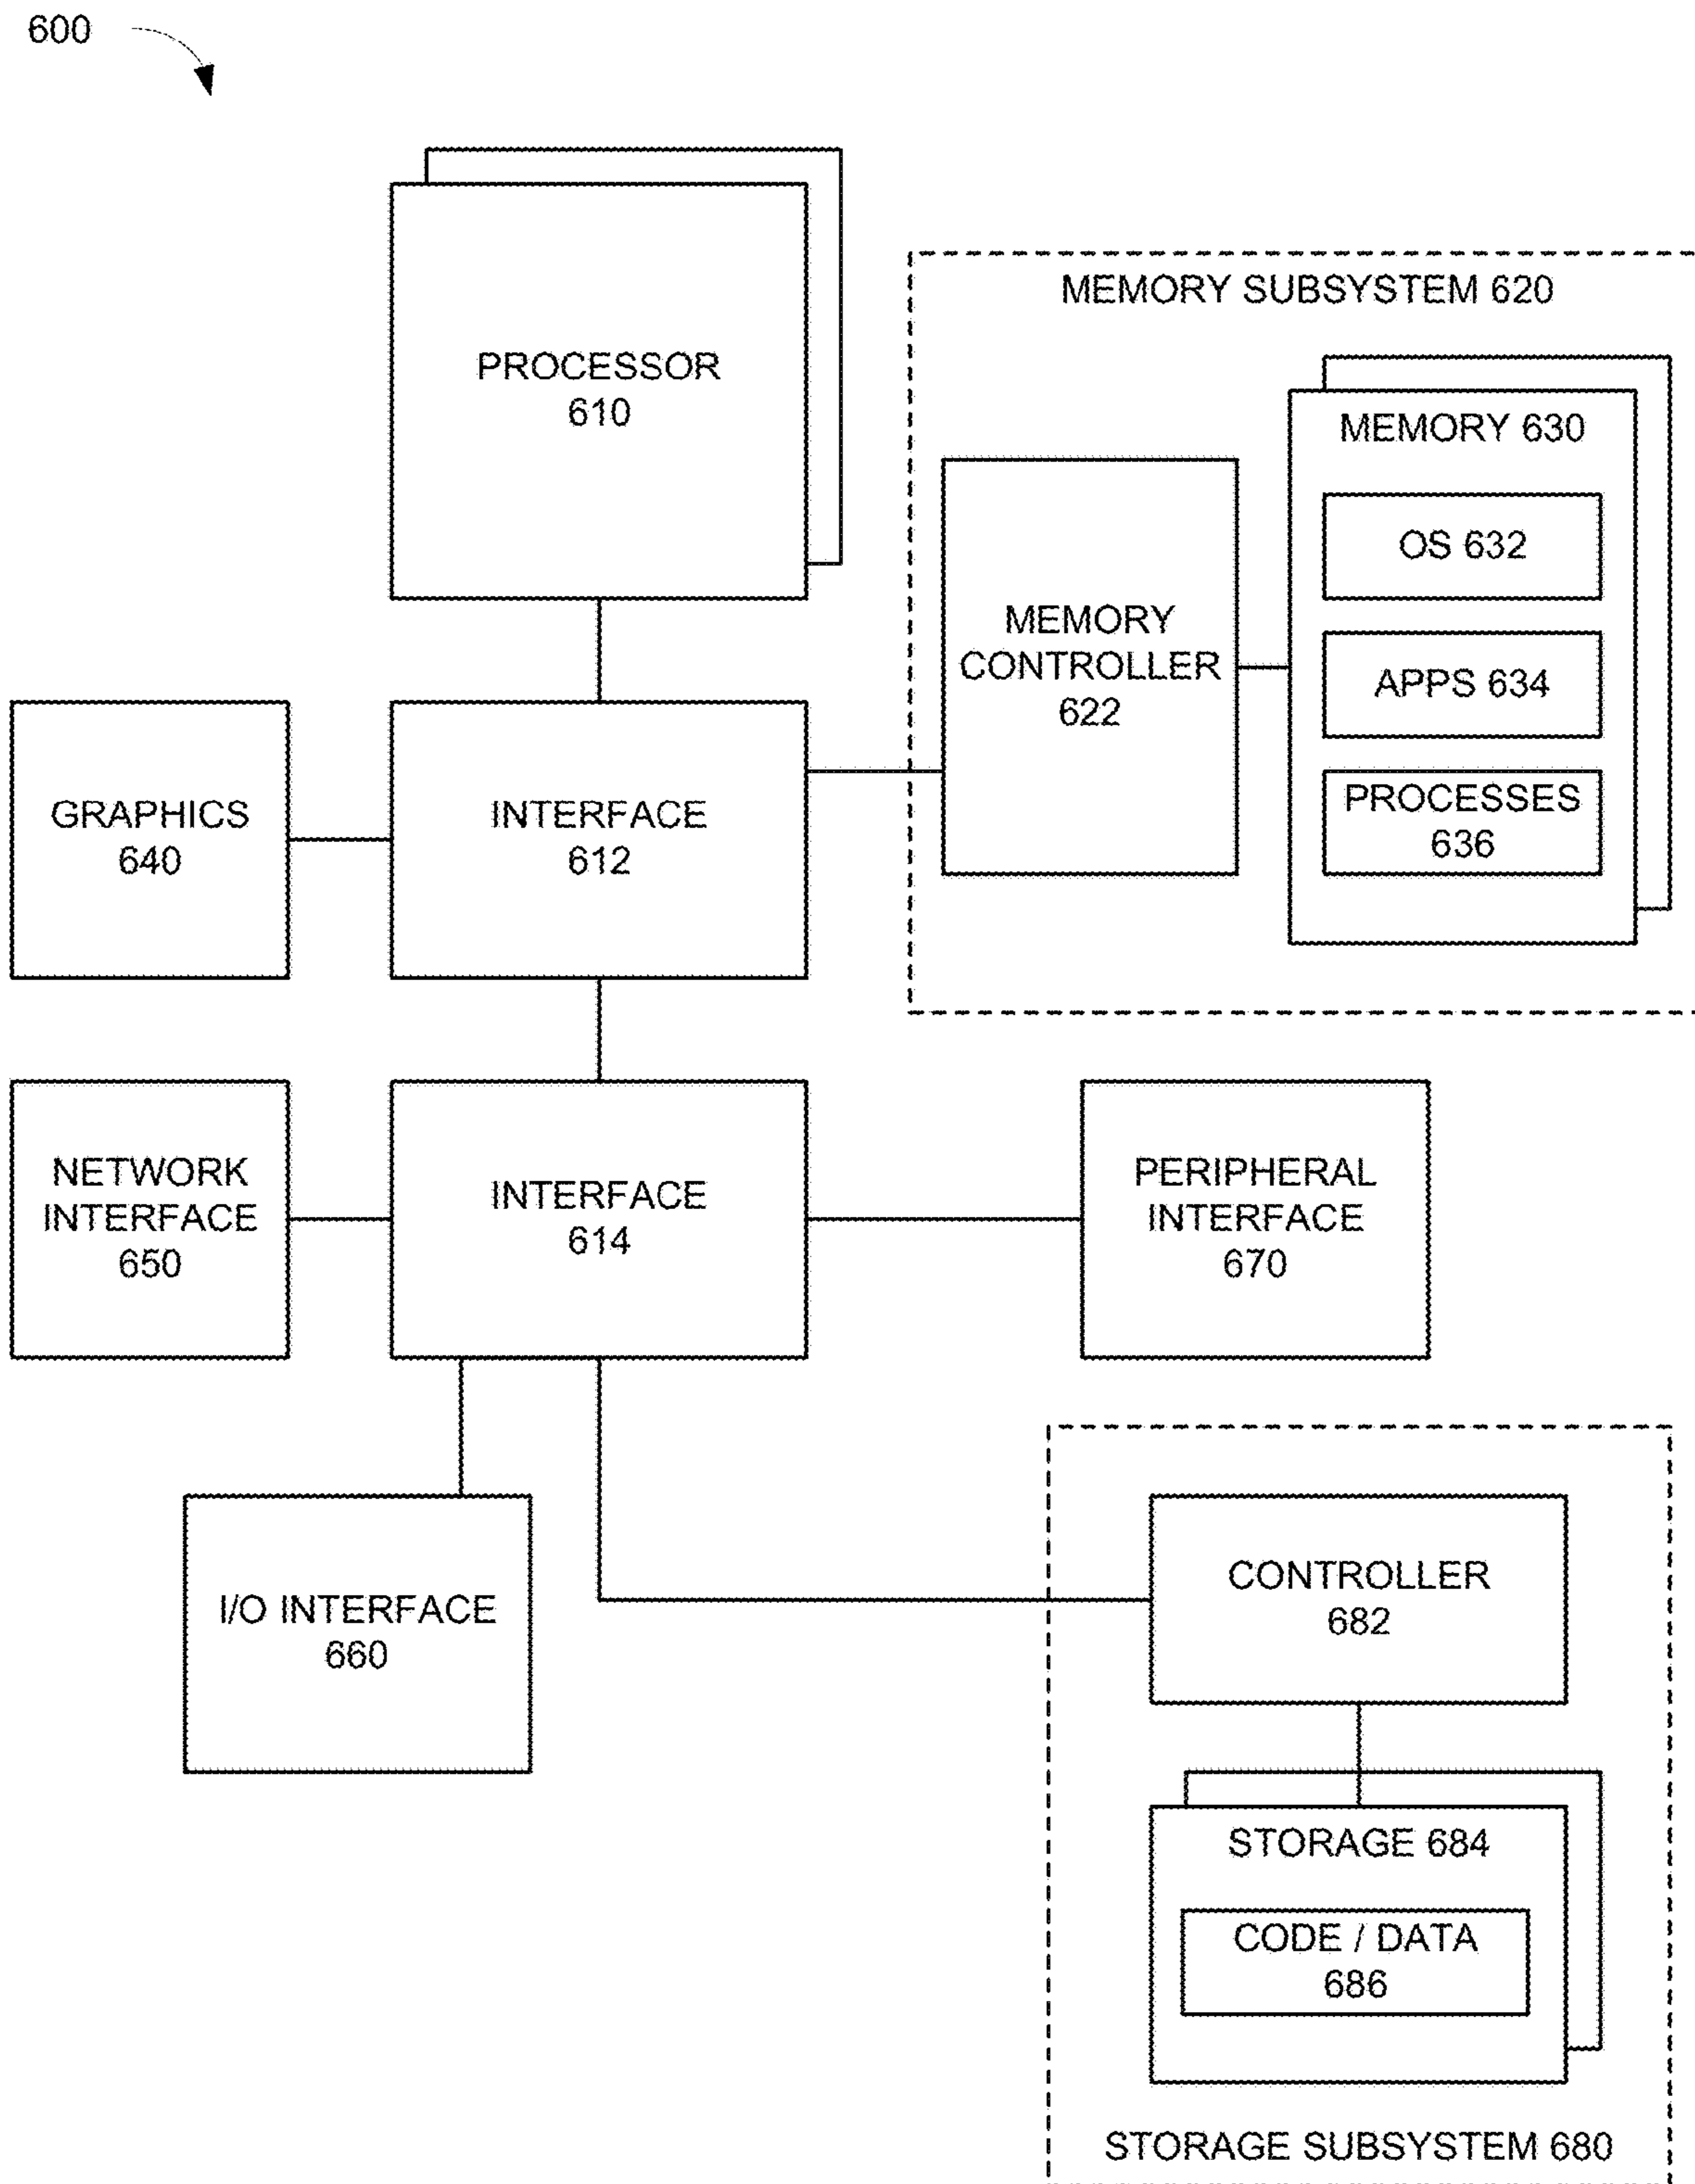 600
PROCESSOR
610
MEMORY SUBSYSTEM 620
MEMORY 630
OS 632
APPS 634
PROCESSES
636
MEMORY
CONTROLLER
622
GRAPHICS
640
INTERFACE
612
NETWORK
INTERFACE
650
INTERFACE
614
PERIPHERAL
INTERFACE
670
I/O INTERFACE
660
CONTROLLER
682
STORAGE 684
CODE / DATA
686
STORAGE SUBSYSTEM 680